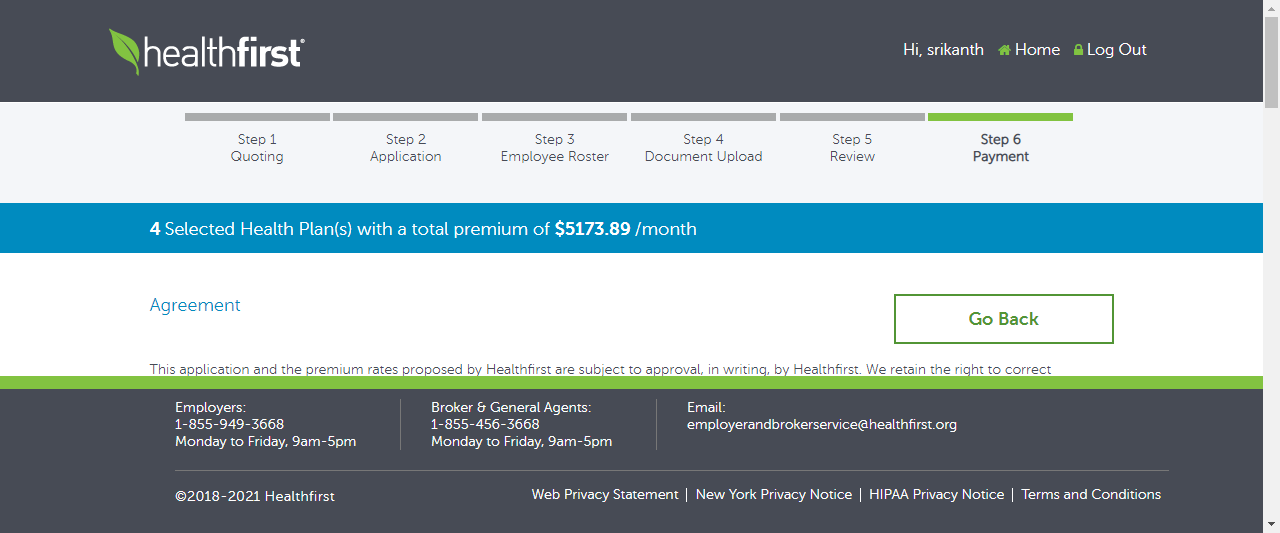 healthfirst®
Hi, srikanth Home Log Out
Step 1
Quoting
Step 2
Application
Step 3
Employee Roster
Step 4
Document Upload
Step 5
Review
Step 6
Payment
4 Selected Health Plan(s) with a total premium of $5173.89 /month
Agreement
Go Back
This application and the premium rates proposed by Healthfirst are subject to approval, in writing, by Healthfirst. We retain the right to correct
Employers:
1-855-949-3668
Monday to Friday, 9am-5pm
Broker & General Agents:
1-855-456-3668
Monday to Friday, 9am-5pm
Email:
employerandbrokerservice@healthfirst.org
©2018-2021 Healthfirst
Web Privacy Statement | New York Privacy Notice | HIPAA Privacy Notice | Terms and Conditions